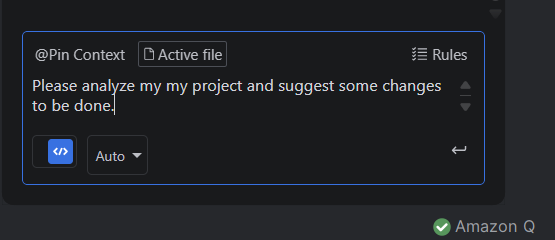 @Pin Context Active file Rules
Please analyze my my project and suggest some changes
to be done.
</> Auto
Amazon Q